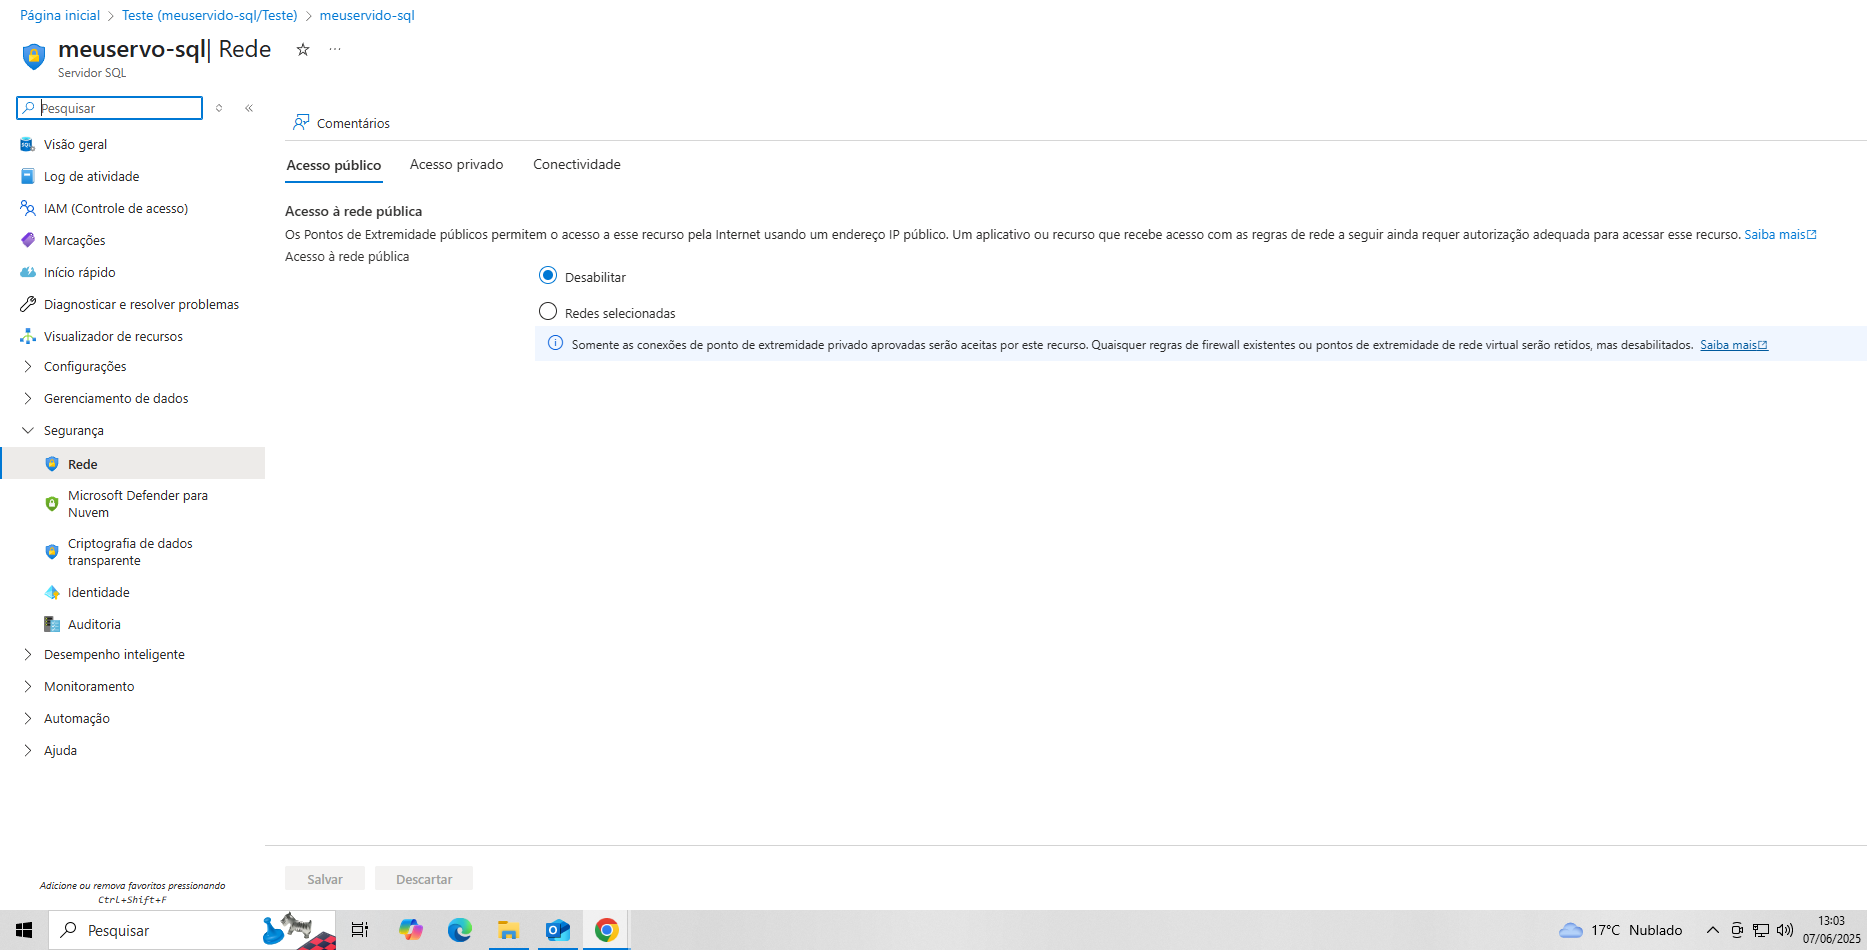 Página inicial > Teste (meuservido-sql/Teste) > meuservido-sql
meuservo-sql| Rede
Servidor SQL
Pesquisar
Visão geral
Log de atividade
IAM (Controle de acesso)
Marcações
Início rápido
Diagnosticar e resolver problemas
Visualizador de recursos
Configurações
Gerenciamento de dados
Segurança
Rede
Microsoft Defender para
Nuvem
Criptografia de dados
transparente
Identidade
Auditoria
Desempenho inteligente
Monitoramento
Automação
Ajuda
Adicione ou remova favoritos pressionando
Ctrl+Shift+F
Comentários
Acesso público Acesso privado Conectividade
Acesso à rede pública
Os Pontos de Extremidade públicos permitem o acesso a esse recurso pela Internet usando um endereço IP público. Um aplicativo ou recurso que recebe acesso com as regras de rede a seguir ainda requer autorização adequada para acessar esse recurso. Saiba mais
Acesso à rede pública
Desabilitar
Redes selecionadas
Somente as conexões de ponto de extremidade privado aprovadas serão aceitas por este recurso. Quaisquer regras de firewall existentes ou pontos de extremidade de rede virtual serão retidos, mas desabilitados. Saiba mais
Salvar Descartar
Pesquisar
17°C Nublado
13:03
07/06/2025